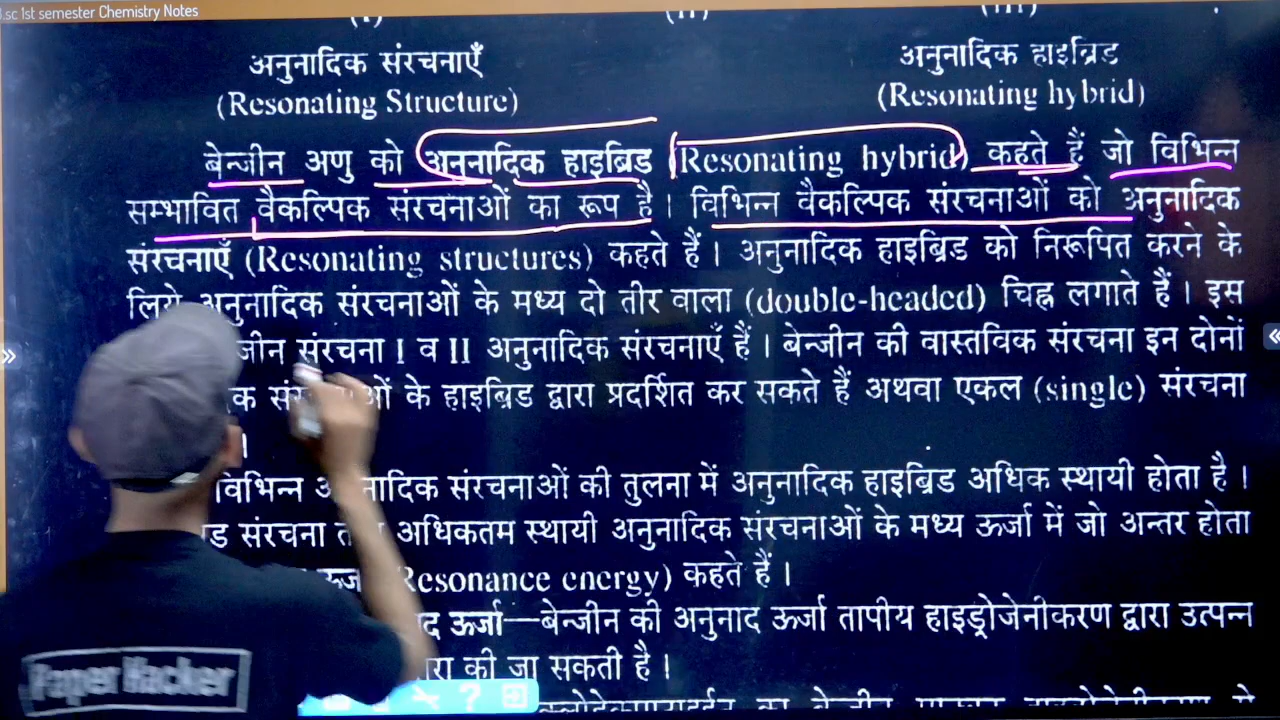 B.sc 1st semester Chemistry Notes
(I) (II) (III)
अनुनादिक संरचनाएँ अनुनादिक हाइब्रिड
(Resonating Structure) (Resonating hybrid)
बेन्जीन अणु को अनुनादिक हाइब्रिड (Resonating hybrid) कहते हैं जो विभिन्न
सम्भावित वैकल्पिक संरचनाओं का रूप है। विभिन्न वैकल्पिक संरचनाओं को अनुनादिक
संरचनाएँ (Resonating structures) कहते हैं। अनुनादिक हाइब्रिड को निरूपित करने के
लिये अनुनादिक संरचनाओं के मध्य दो तीर वाला (double-headed) चिह्न लगाते हैं। इस
जीन संरचना I व II अनुनादिक संरचनाएँ हैं। बेन्जीन की वास्तविक संरचना इन दोनों
के हाइब्रिड द्वारा प्रदर्शित कर सकते हैं अथवा एकल (single) संरचना
।
विभिन्न अनुनादिक संरचनाओं की तुलना में अनुनादिक हाइब्रिड अधिक स्थायी होता है।
संरचना अधिकतम स्थायी अनुनादिक संरचनाओं के मध्य ऊर्जा में जो अन्तर होता
(Resonance energy) कहते हैं।
ऊर्जा—बेन्जीन की अनुनाद ऊर्जा तापीय हाइड्रोजेनीकरण द्वारा उत्पन्न
की जा सकती है।
Paper Hacker